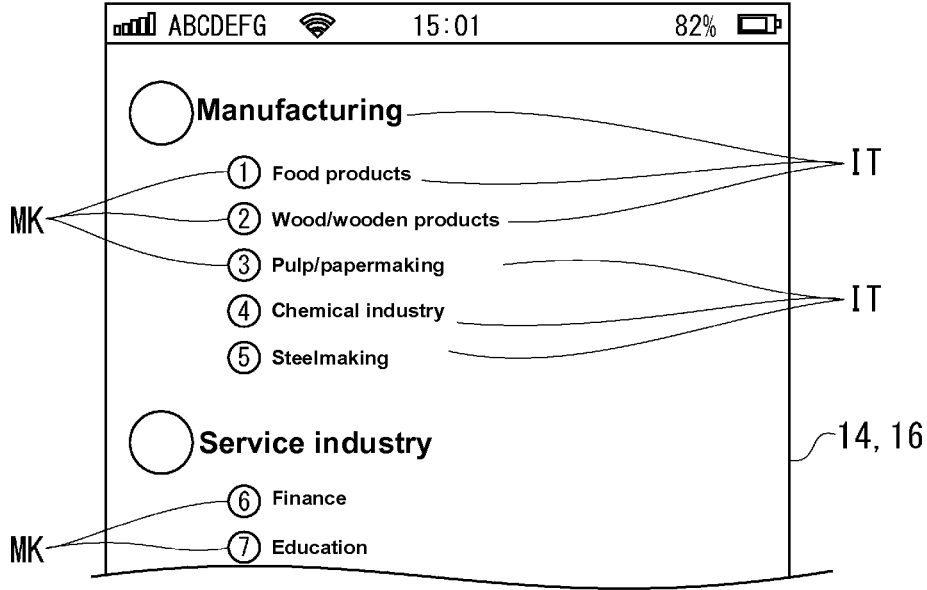 ABCDEFG 15:01 82%
Manufacturing
IT
① Food products
MK
② Wood/wooden products
③ Pulp/papermaking
IT
④ Chemical industry
⑤ Steelmaking
Service industry
14, 16
⑥ Finance
MK
⑦ Education